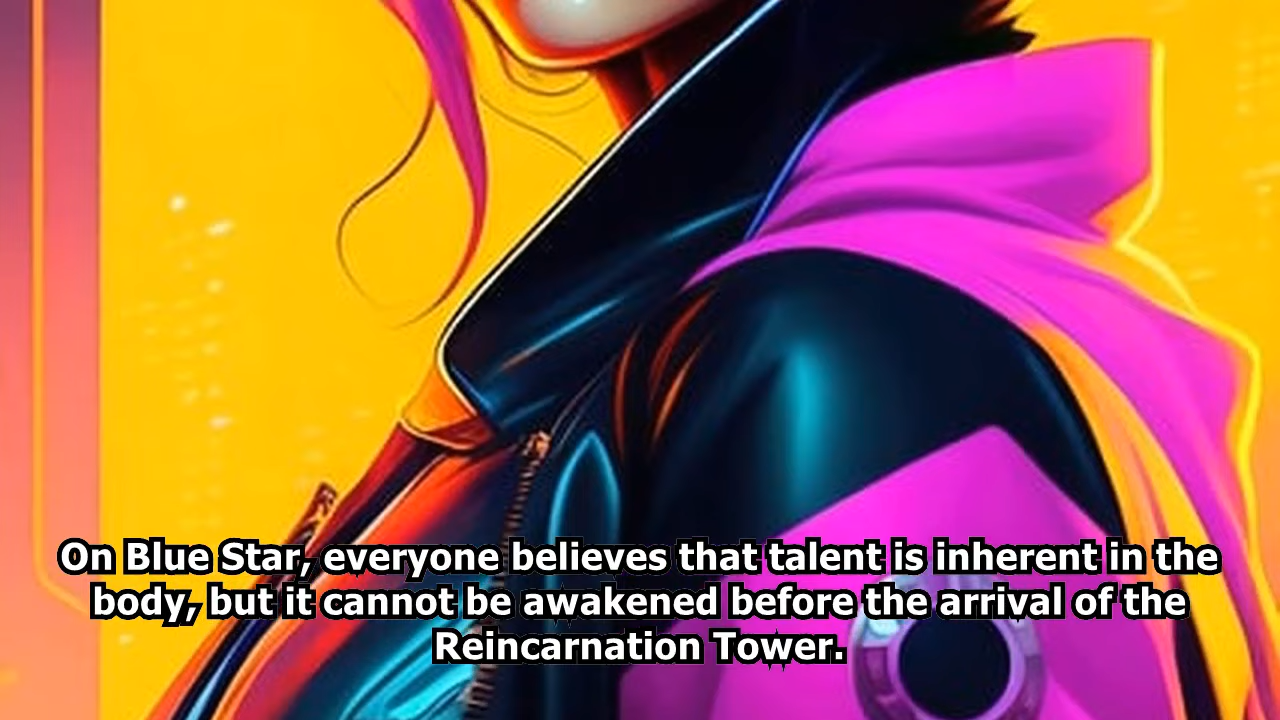 On Blue Star, everyone believes that talent is inherent in the
body, but it cannot be awakened before the arrival of the
Reincarnation Tower.